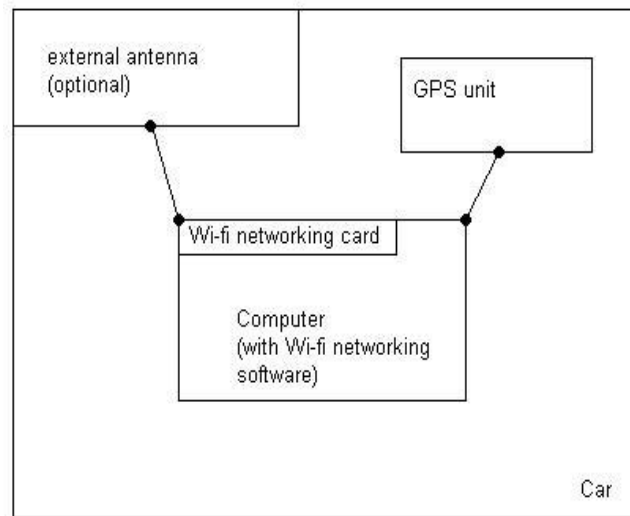 external antenna
(optional)
GPS unit
Wi-fi networking card
Computer
(with Wi-fi networking
software)
Car